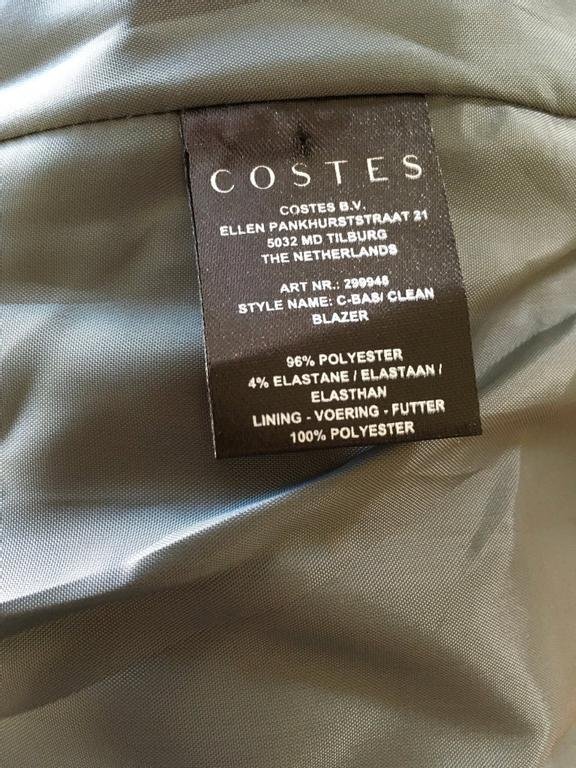 COSTES
COSTES B.V.
ELLEN PANKHURSTSTRAAT 21
5032 MD TILBURG
THE NETHERLANDS
ART NR.: 299948
STYLE NAME: C-BAS/ CLEAN
BLAZER
96% POLYESTER
4% ELASTANE / ELASTAAN /
ELASTHAN
LINING - VOERING - FUTTER
100% POLYESTER